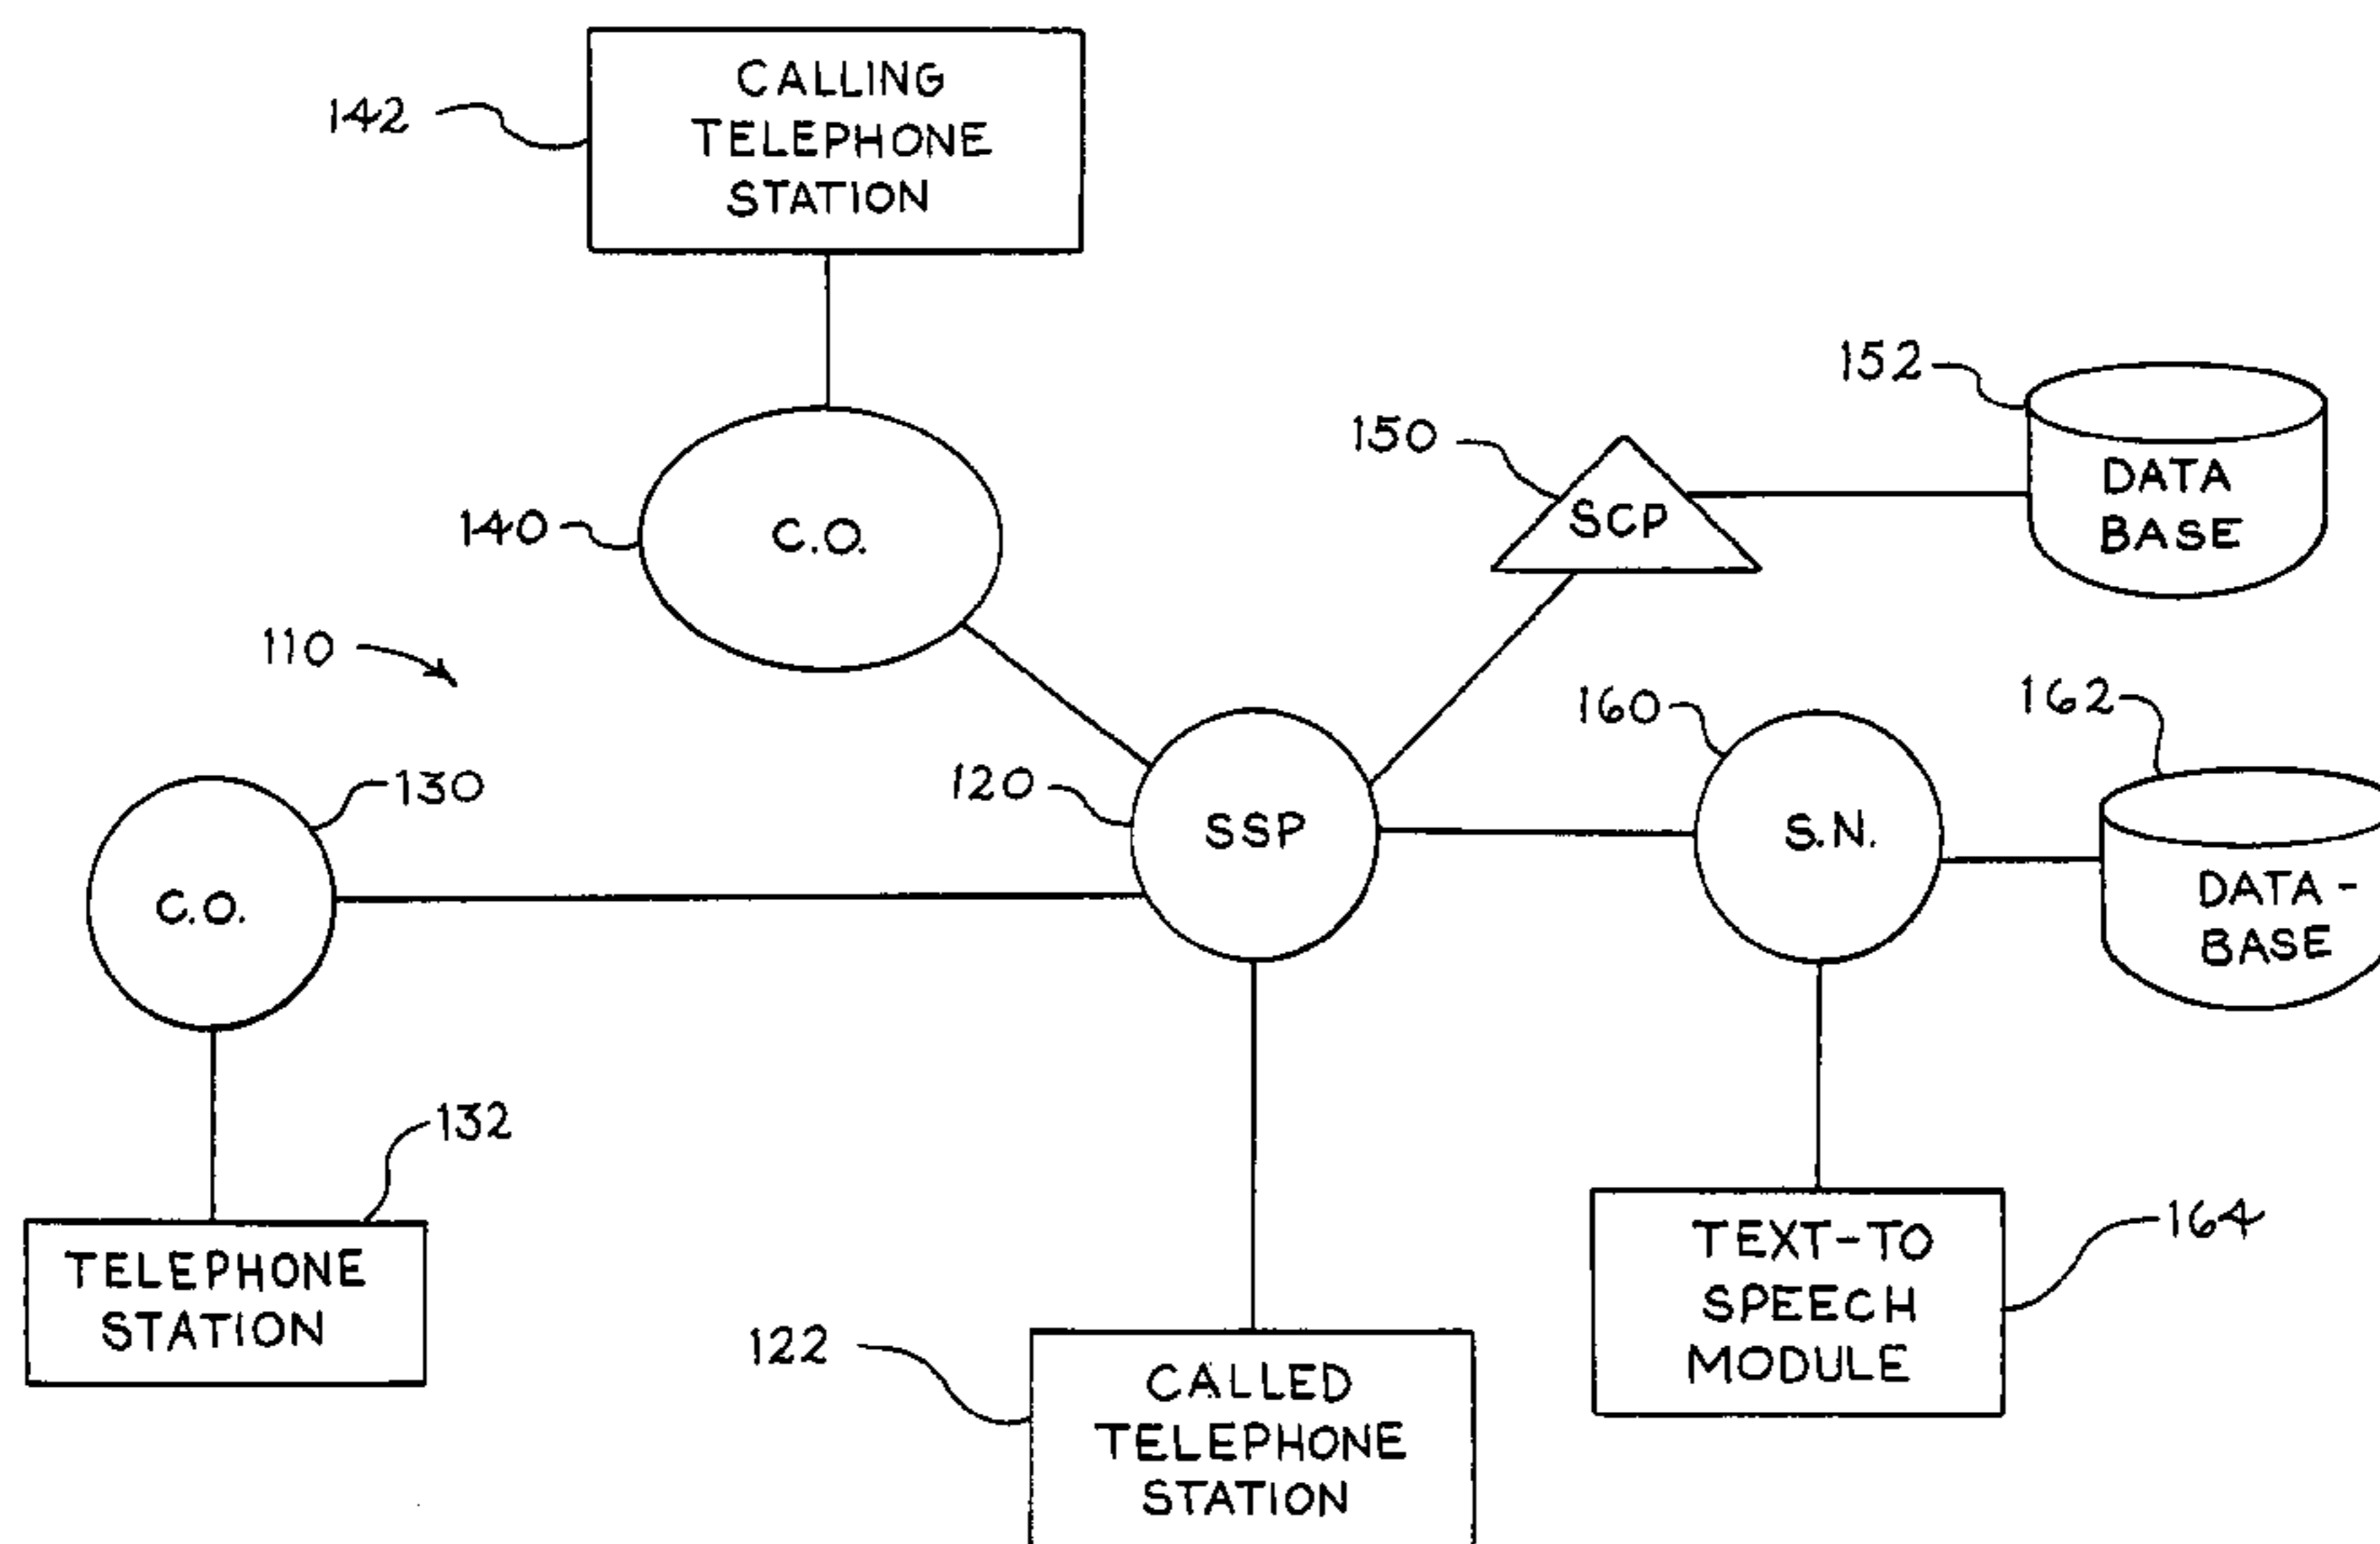 142
CALLING
TELEPHONE
STATION
152
DATA
BASE
150
SCP
140
C.O.
110
160
162
120
SSP
S.N.
DATA-
BASE
130
C.O.
132
TELEPHONE
STATION
164
TEXT-TO
SPEECH
MODULE
122
CALLED
TELEPHONE
STATION